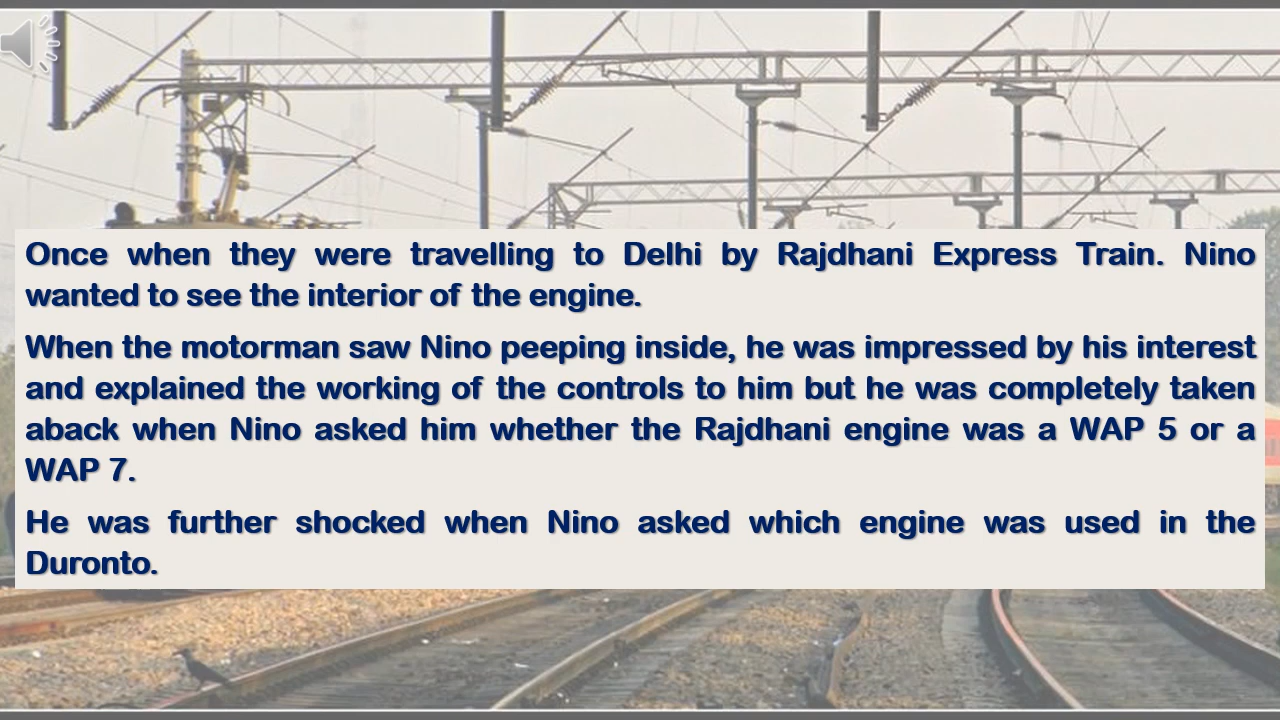 Once when they were travelling to Delhi by Rajdhani Express Train. Nino
wanted to see the interior of the engine.
When the motorman saw Nino peeping inside, he was impressed by his interest
and explained the working of the controls to him but he was completely taken
aback when Nino asked him whether the Rajdhani engine was a WAP 5 or a
WAP 7.
He was further shocked when Nino asked which engine was used in the
Duronto.